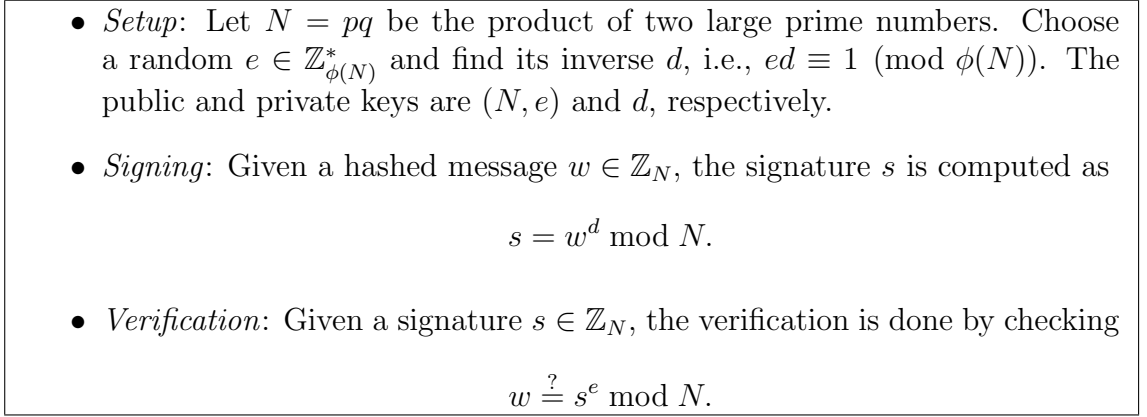 • Setup: Let N = pq be the product of two large prime numbers. Choose
a random e ∈ ℤ*_{ϕ(N)} and find its inverse d, i.e., ed ≡ 1 (mod ϕ(N)). The
public and private keys are (N, e) and d, respectively.
• Signing: Given a hashed message w ∈ ℤ_N, the signature s is computed as
s = w^d mod N.
• Verification: Given a signature s ∈ ℤ_N, the verification is done by checking
w ≟ s^e mod N.